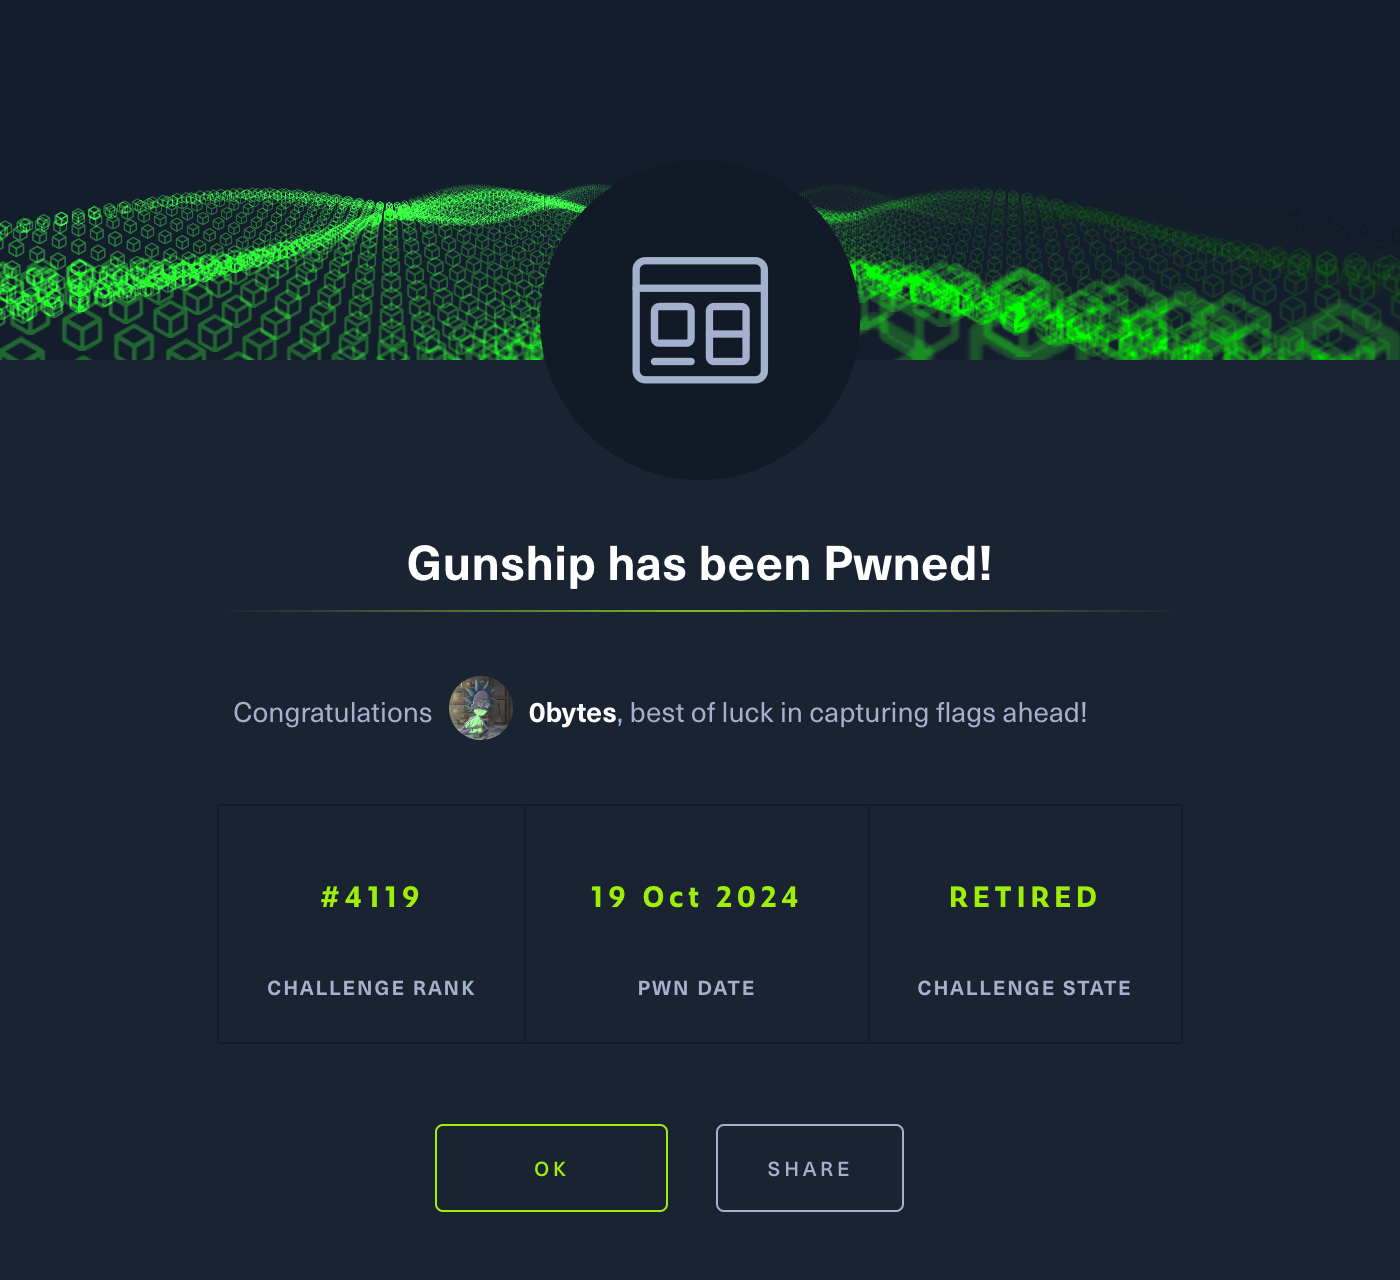 Gunship has been Pwned!
Congratulations 0bytes, best of luck in capturing flags ahead!
#4119 19 Oct 2024 RETIRED
CHALLENGE RANK PWN DATE CHALLENGE STATE
OK SHARE